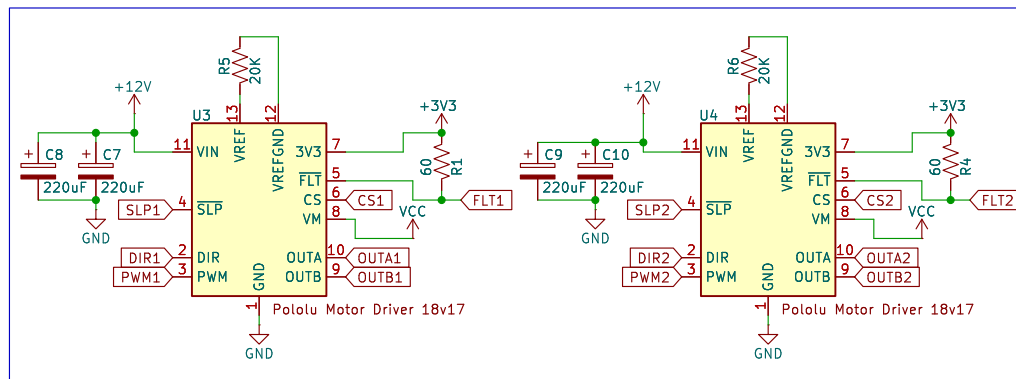 R5
20K
+12V
13
12
+3V3
U3
VREF
VREFGND
C8
C7
220uF
220uF
11
VIN
3V3
7
60
R1
FLT
5
SLP1
4
SLP
CS
6
CS1
FLT1
VM
8
VCC
GND
DIR1
2
DIR
OUTA
10
OUTA1
PWM1
3
PWM
OUTB
9
OUTB1
GND
1
Pololu Motor Driver 18v17
GND
R6
20K
+12V
13
12
+3V3
U4
VREF
VREFGND
C9
C10
220uF
220uF
11
VIN
3V3
7
60
R4
FLT
5
SLP2
4
SLP
CS
6
CS2
FLT2
VM
8
VCC
GND
DIR2
2
DIR
OUTA
10
OUTA2
PWM2
3
PWM
OUTB
9
OUTB2
GND
1
Pololu Motor Driver 18v17
GND